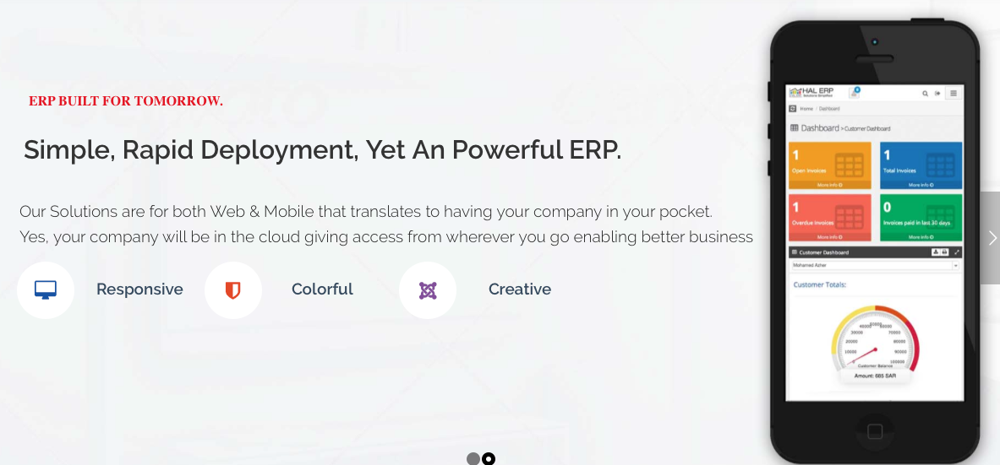 ERP BUILT FOR TOMORROW.
Simple, Rapid Deployment, Yet An Powerful ERP.
Our Solutions are for both Web & Mobile that translates to having your company in your pocket.
Yes, your company will be in the cloud giving access from wherever you go enabling better business
Responsive Colorful Creative
HAL ERP
Solutions Simplified
Home / Dashboard
Dashboard > Customer Dashboard
1 1
Open Invoices Total Invoices
More Info More Info
1 0
Overdue Invoices Invoices paid in last 30 days
More Info More Info
Customer Dashboard
Mohamed Azher
Customer Totals:
40000 50000 60000
30000 70000
20000 80000
10000 90000
0 100000
Customer Balance
Amount: 685 SAR